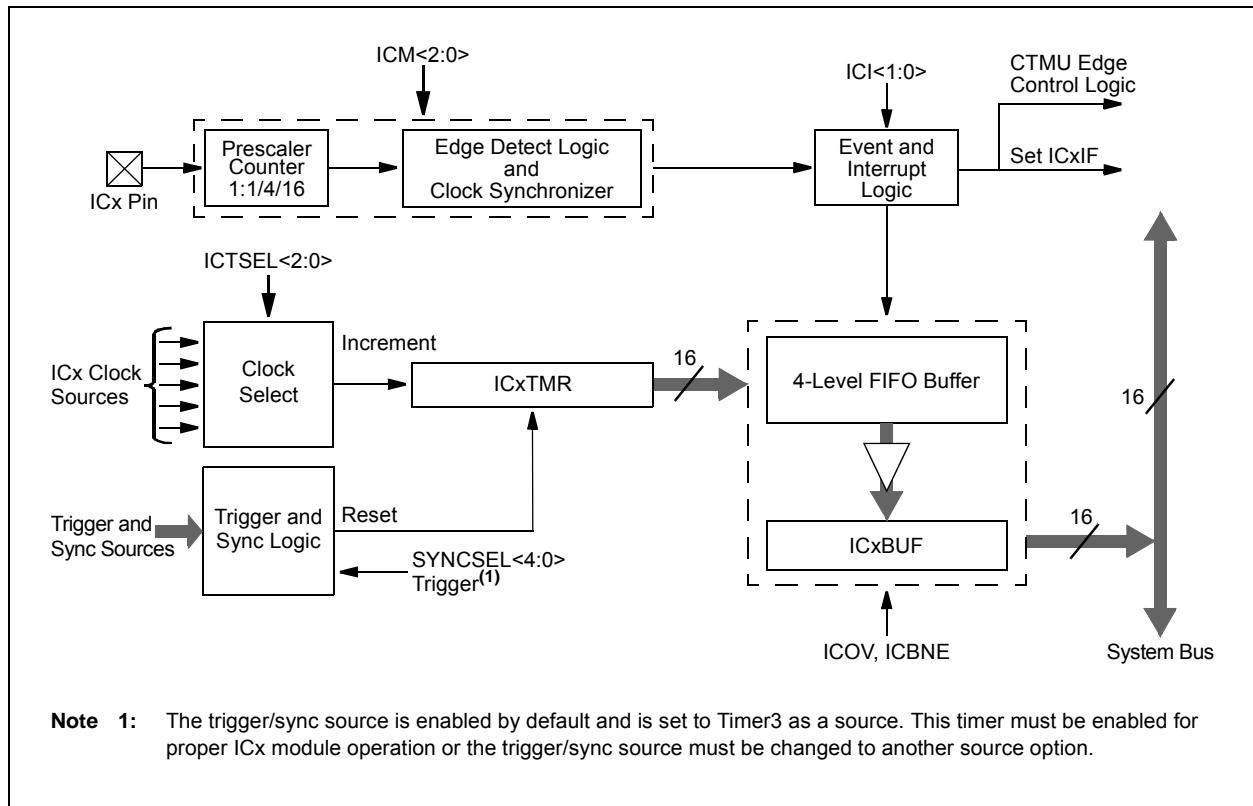 ICM<2:0>
ICI<1:0>
CTMU Edge
Control Logic
Prescaler
Counter
1:1/4/16
Edge Detect Logic
and
Clock Synchronizer
Event and
Interrupt
Logic
Set ICxIF
ICx Pin
ICTSEL<2:0>
ICx Clock
Sources
Clock
Select
Increment
ICxTMR
16
4-Level FIFO Buffer
16
Trigger and
Sync Sources
Trigger and
Sync Logic
Reset
SYNCSEL<4:0>
Trigger(1)
ICxBUF
16
ICOV, ICBNE
System Bus
Note 1: The trigger/sync source is enabled by default and is set to Timer3 as a source. This timer must be enabled for
proper ICx module operation or the trigger/sync source must be changed to another source option.